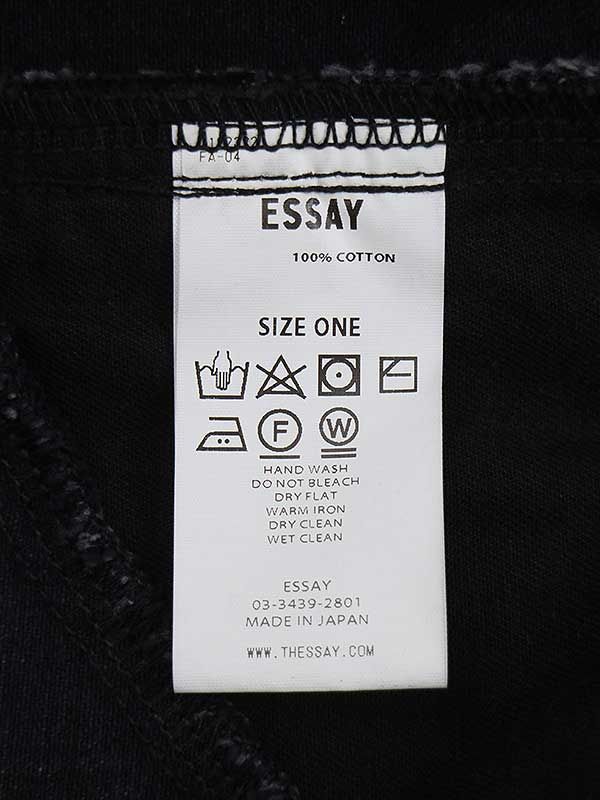 FA-04
ESSAY
100% COTTON
SIZE ONE
F W
HAND WASH
DO NOT BLEACH
DRY FLAT
WARM IRON
DRY CLEAN
WET CLEAN
ESSAY
03-3439-2801
MADE IN JAPAN
WWW.THESSAY.COM